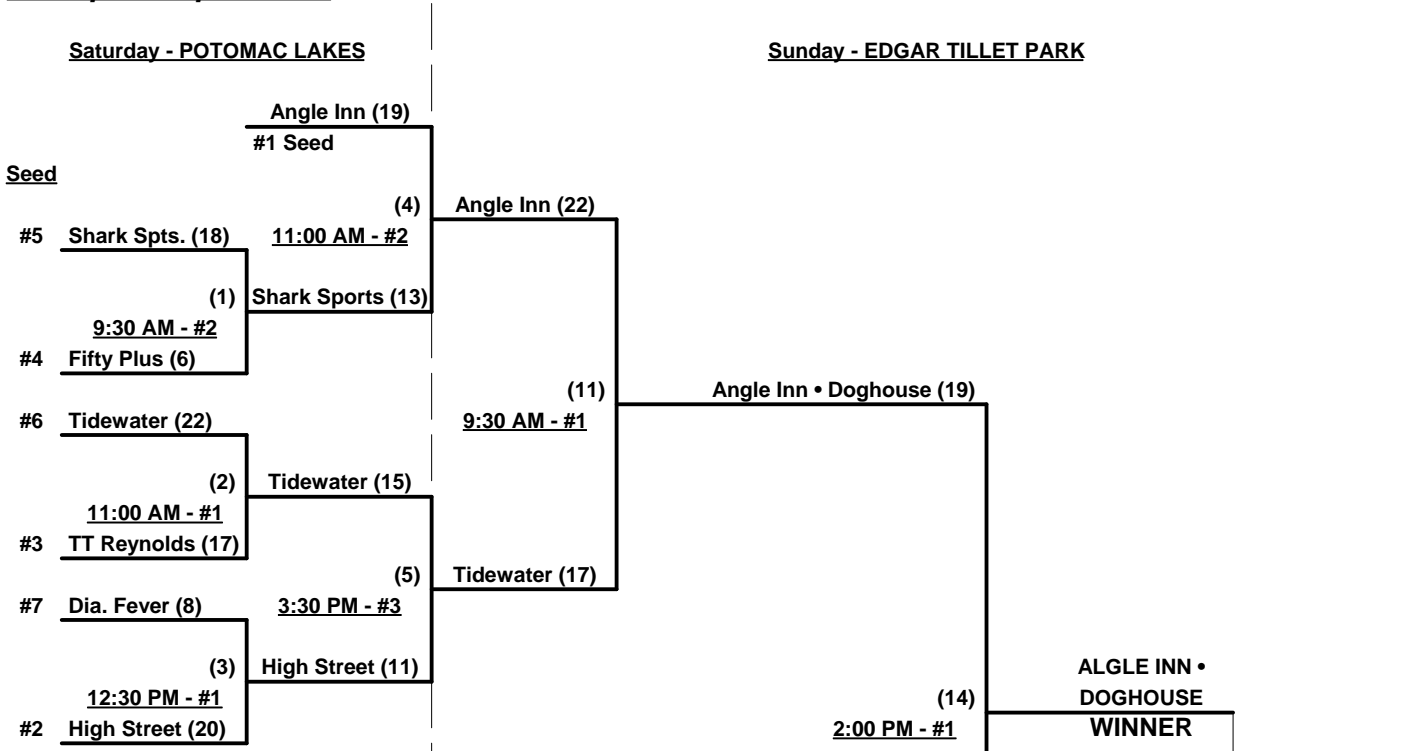 Saturday - POTOMAC LAKES
Sunday - EDGAR TILLET PARK
Angle Inn (19)
#1 Seed
Seed
(4)
Angle Inn (22)
#5 Shark Spts. (18)
11:00 AM - #2
(1)
Shark Sports (13)
9:30 AM - #2
#4 Fifty Plus (6)
(11)
Angle Inn • Doghouse (19)
#6 Tidewater (22)
9:30 AM - #1
(2)
Tidewater (15)
11:00 AM - #1
#3 TT Reynolds (17)
(5)
Tidewater (17)
#7 Dia. Fever (8)
3:30 PM - #3
(3)
High Street (11)
ALGLE INN •
12:30 PM - #1
(14)
DOGHOUSE
#2 High Street (20)
2:00 PM - #1
WINNER